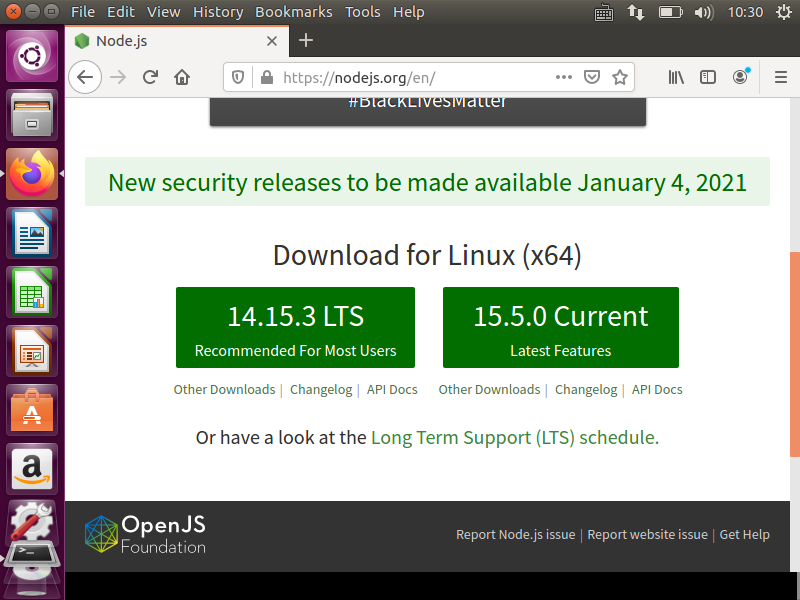 File Edit View History Bookmarks Tools Help
10:30
Node.js
https://nodejs.org/en/
#BlackLivesMatter
New security releases to be made available January 4, 2021
Download for Linux (x64)
14.15.3 LTS
Recommended For Most Users
15.5.0 Current
Latest Features
Other Downloads | Changelog | API Docs
Other Downloads | Changelog | API Docs
Or have a look at the Long Term Support (LTS) schedule.
OpenJS
Foundation
Report Node.js issue | Report website issue | Get Help